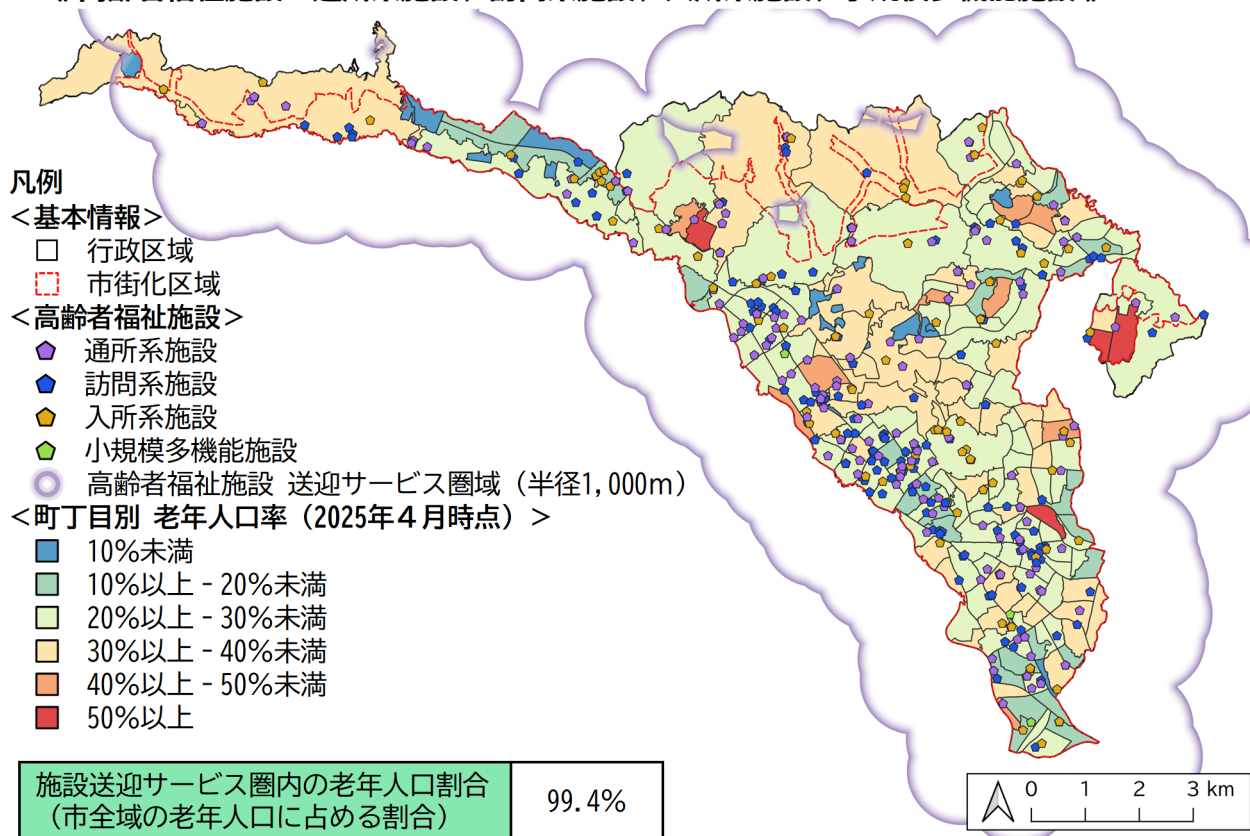 凡例
＜基本情報＞
行政区域
市街化区域
＜高齢者福祉施設＞
通所系施設
訪問系施設
入所系施設
小規模多機能施設
高齢者福祉施設 送迎サービス圏域（半径1,000m）
＜町丁目別 老年人口率（2025年４月時点）＞
10%未満
10%以上 - 20%未満
20%以上 - 30%未満
30%以上 - 40%未満
40%以上 - 50%未満
50%以上
施設送迎サービス圏内の老年人口割合
（市全域の老年人口に占める割合）
99.4%
0 1 2 3 km